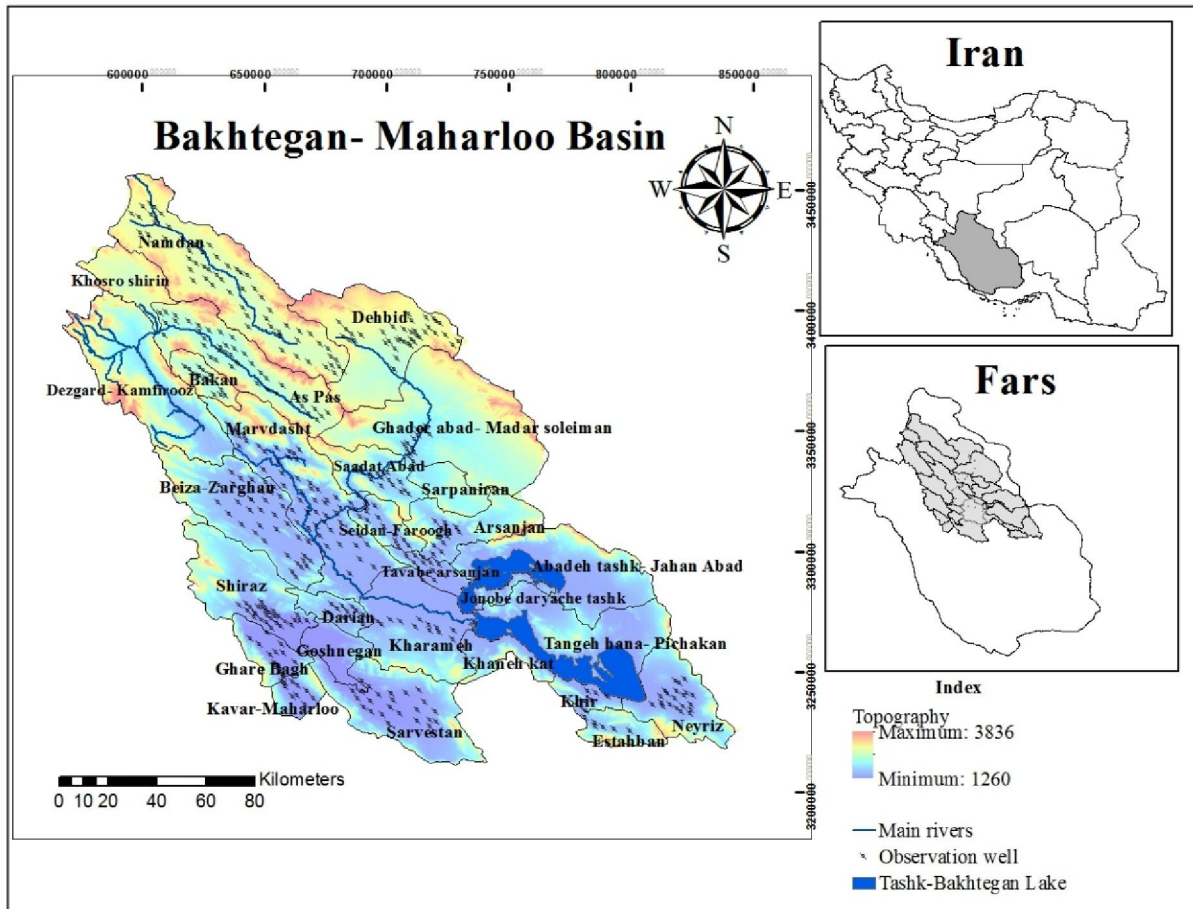 600000 650000 700000 750000 800000 850000
Bakhtegan- Maharloo Basin
N
W E
S
3450000
3400000
3350000
3300000
3250000
3200000
Namdan
Khosro shirin
Dehbid
Bakan
Dezgard- Kamfirooz
As Pas
Marvdasht
Ghader abad- Madar soleiman
Saadat Abad
Beiza-Zarghan
Sarpaniran
Seidan-Faroogh
Arsanjan
Tavabe arsanjan
Abadeh tashk- Jahan Abad
Shiraz
Jonobe daryache tashk
Darian
Kharameh
Tangeh hana- Pichakan
Goshnegan
Khaneh kat
Ghare Bagh
Khir
Kavar-Maharloo
Neyriz
Sarvestan
Estahban
Kilometers
0 10 20 40 60 80
Iran
Fars
Index
Topography
Maximum: 3836
Minimum: 1260
Main rivers
Observation well
Tashk-Bakhtegan Lake